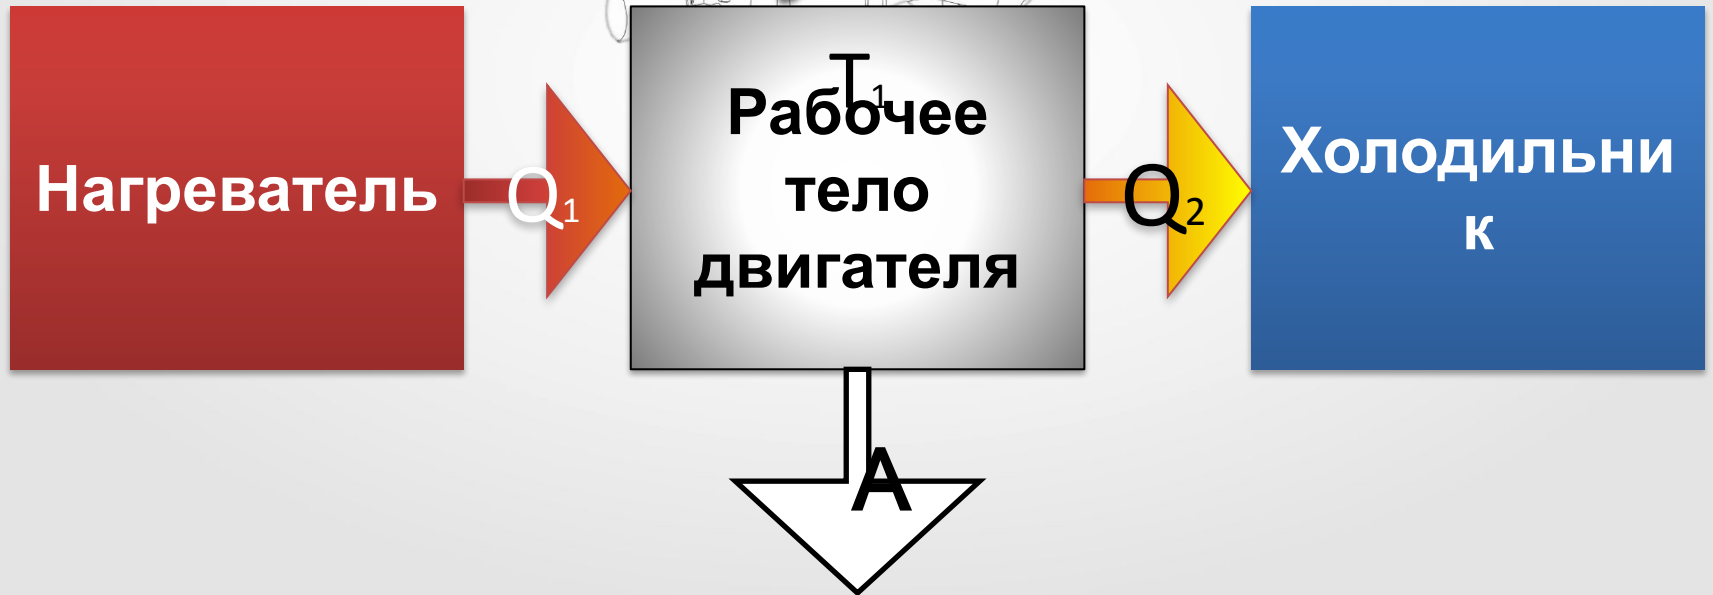 Нагреватель
Q1
T1
Рабочее
тело
двигателя
Q2
Холодильни
к
А